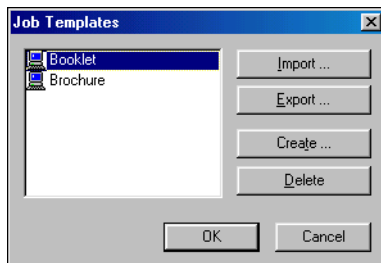 Job Templates
Booklet
Brochure
Import ...
Export ...
Create ...
Delete
OK
Cancel